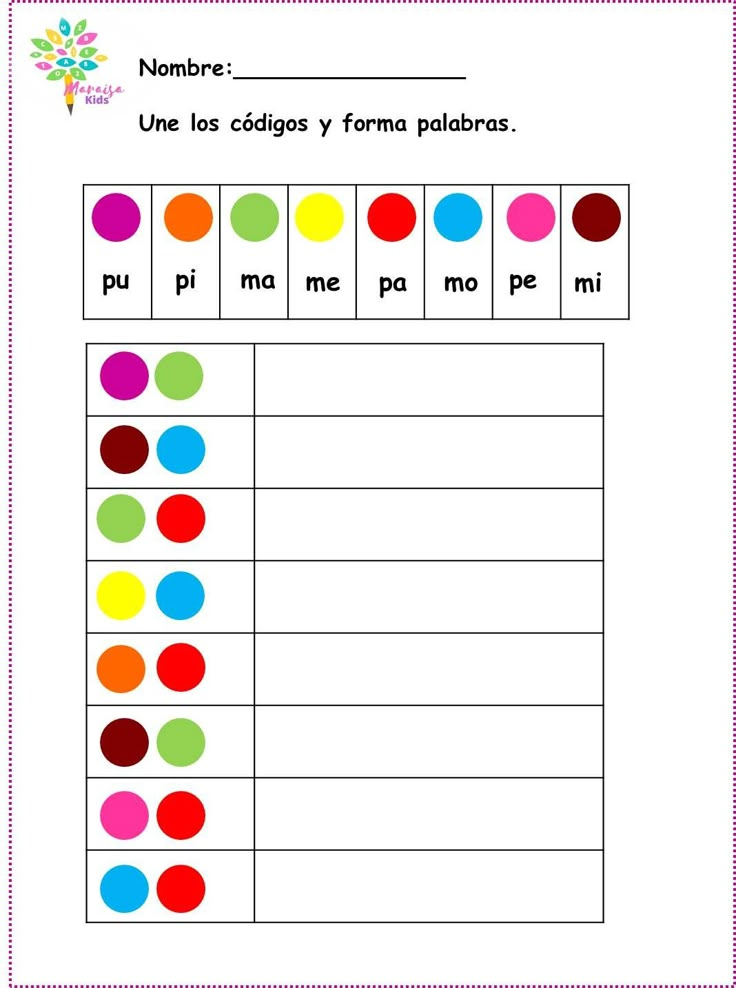 Maraisa
Kids
Nombre:
Une los códigos y forma palabras.
pu pi ma me pa mo pe mi